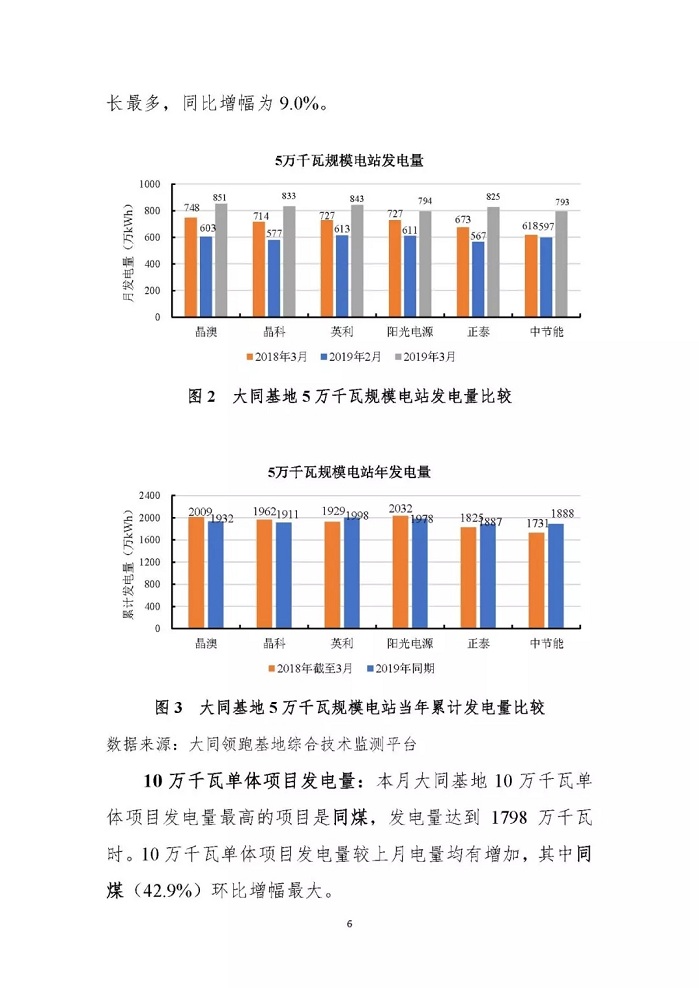 长最多，同比增幅为 9.0%。
5万千瓦规模电站发电量
月发电量（万kWh）
1000
800
600
400
200
0
748 603 851
714 577 833
727 613 843
727 611 794
673 567 825
618 597 793
晶澳 晶科 英利 阳光电源 正泰 中节能
2018年3月 2019年2月 2019年3月
图 2 大同基地 5 万千瓦规模电站发电量比较
5万千瓦规模电站年发电量
累计发电量（万kWh）
2400
2000
1600
1200
800
400
0
2009 1932
1962 1911
1929 1998
2032 1978
1825 1887
1731 1888
晶澳 晶科 英利 阳光电源 正泰 中节能
2018年截至3月 2019年同期
图 3 大同基地 5 万千瓦规模电站当年累计发电量比较
数据来源：大同领跑基地综合技术监测平台
10 万千瓦单体项目发电量：本月大同基地 10 万千瓦单
体项目发电量最高的项目是同煤，发电量达到 1798 万千瓦
时。10 万千瓦单体项目发电量较上月电量均有增加，其中同
煤（42.9%）环比增幅最大。
6